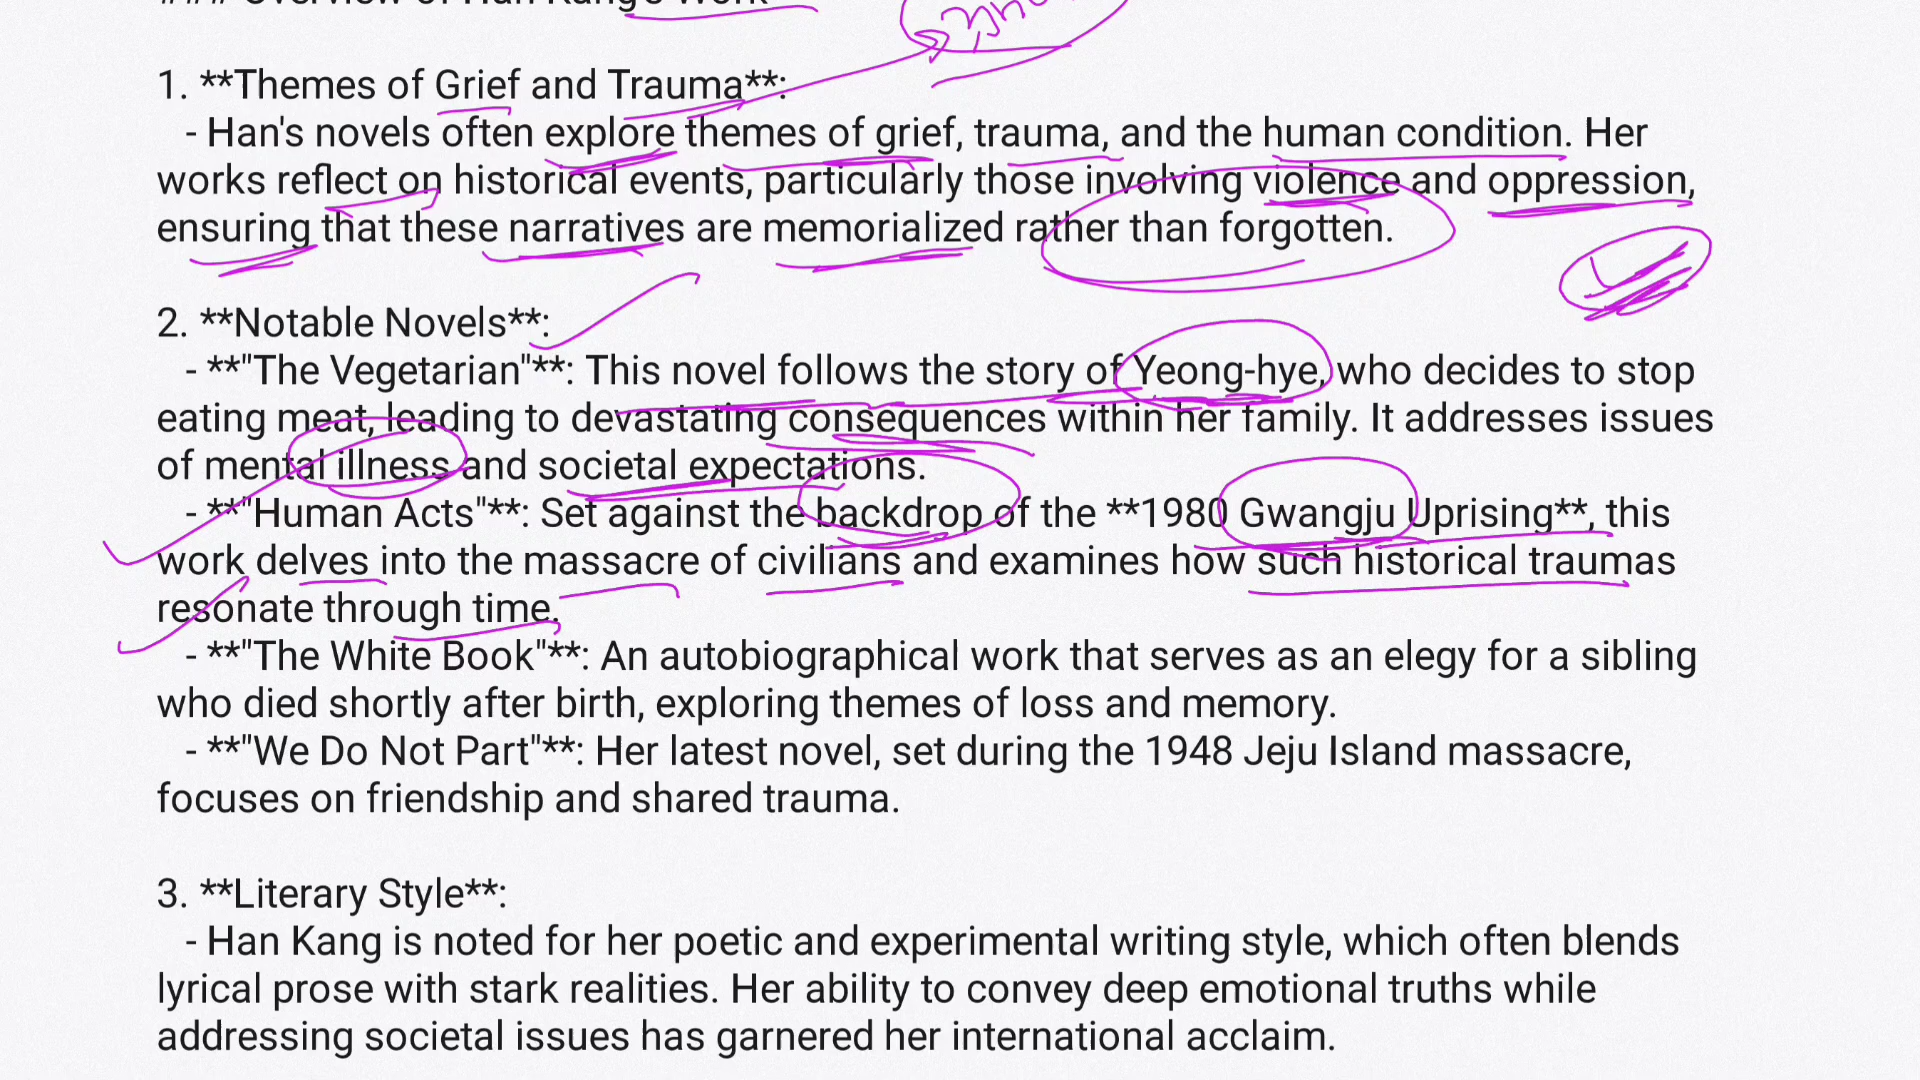 ### Overview of Han Kang's Work
1. **Themes of Grief and Trauma**:
- Han's novels often explore themes of grief, trauma, and the human condition. Her
works reflect on historical events, particularly those involving violence and oppression,
ensuring that these narratives are memorialized rather than forgotten.
2. **Notable Novels**:
- **"The Vegetarian"**: This novel follows the story of Yeong-hye, who decides to stop
eating meat, leading to devastating consequences within her family. It addresses issues
of mental illness and societal expectations.
- **"Human Acts"**: Set against the backdrop of the **1980 Gwangju Uprising**, this
work delves into the massacre of civilians and examines how such historical traumas
resonate through time.
- **"The White Book"**: An autobiographical work that serves as an elegy for a sibling
who died shortly after birth, exploring themes of loss and memory.
- **"We Do Not Part"**: Her latest novel, set during the 1948 Jeju Island massacre,
focuses on friendship and shared trauma.
3. **Literary Style**:
- Han Kang is noted for her poetic and experimental writing style, which often blends
lyrical prose with stark realities. Her ability to convey deep emotional truths while
addressing societal issues has garnered her international acclaim.